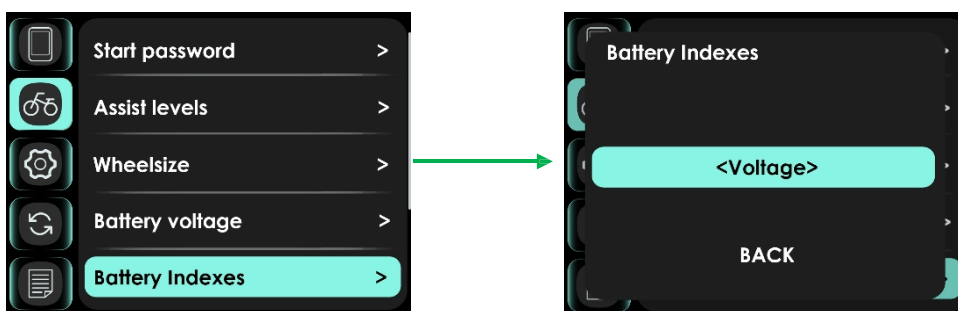 Start password >
Assist levels >
Wheelsize >
Battery voltage >
Battery Indexes >
Battery Indexes
<Voltage>
BACK